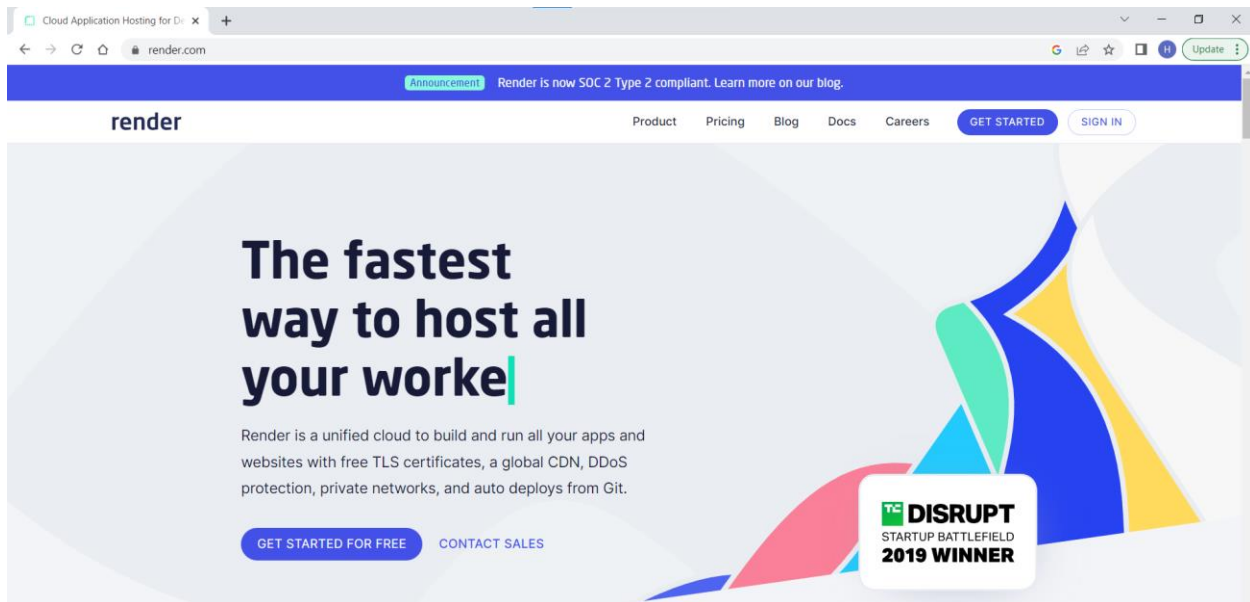 Cloud Application Hosting for De
render.com
G
H
Update
Announcement Render is now SOC 2 Type 2 compliant. Learn more on our blog.
render Product Pricing Blog Docs Careers GET STARTED SIGN IN
The fastest
way to host all
your worke
Render is a unified cloud to build and run all your apps and
websites with free TLS certificates, a global CDN, DDoS
protection, private networks, and auto deploys from Git.
GET STARTED FOR FREE CONTACT SALES
TC DISRUPT
STARTUP BATTLEFIELD
2019 WINNER